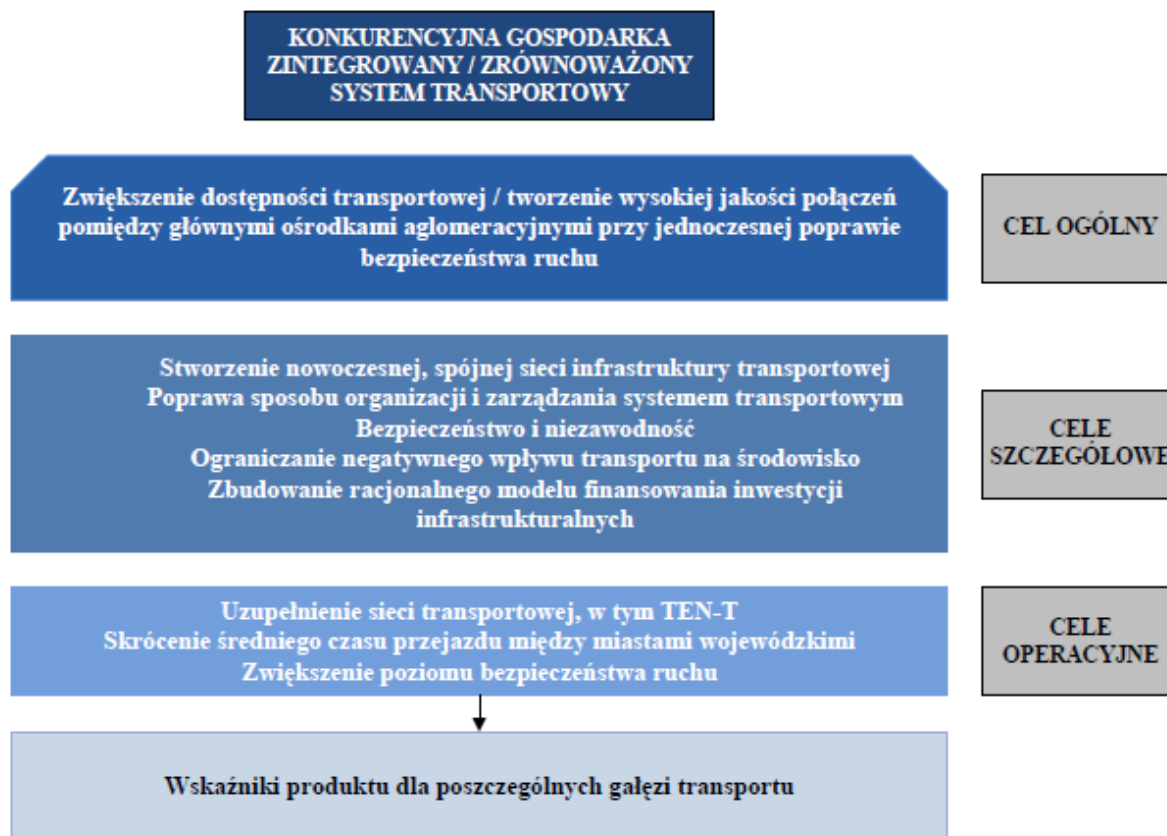 KONKURENCYJNA GOSPODARKA
ZINTEGROWANY / ZRÓWNOWAŻONY
SYSTEM TRANSPORTOWY
Zwiększenie dostępności transportowej / tworzenie wysokiej jakości połączeń
pomiędzy głównymi ośrodkami aglomeracyjnymi przy jednoczesnej poprawie
bezpieczeństwa ruchu
CEL OGÓLNY
Stworzenie nowoczesnej, spójnej sieci infrastruktury transportowej
Poprawa sposobu organizacji i zarządzania systemem transportowym
Bezpieczeństwo i niezawodność
Ograniczanie negatywnego wpływu transportu na środowisko
Zbudowanie racjonalnego modelu finansowania inwestycji
infrastrukturalnych
CELE
SZCZEGÓŁOWE
Uzupełnienie sieci transportowej, w tym TEN-T
Skrócenie średniego czasu przejazdu między miastami wojewódzkimi
Zwiększenie poziomu bezpieczeństwa ruchu
CELE
OPERACYJNE
Wskaźniki produktu dla poszczególnych gałęzi transportu